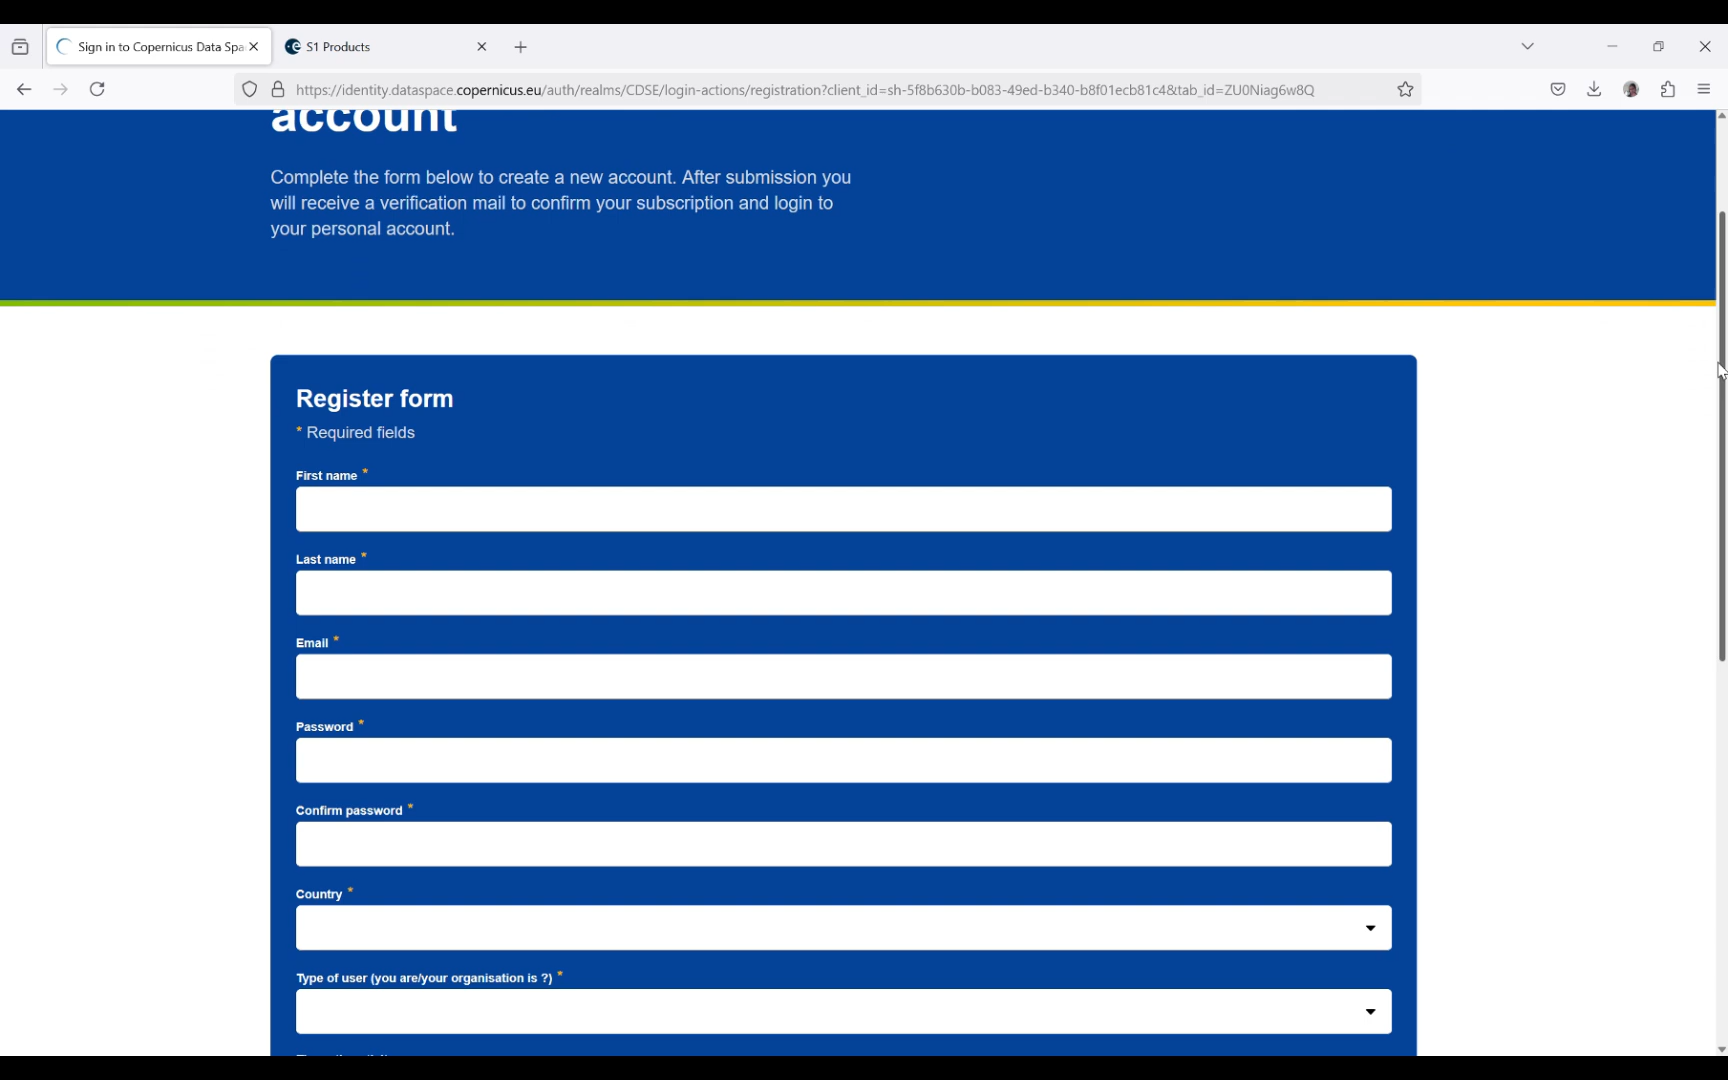 Sign in to Copernicus Data Spa
S1 Products
https://identity.dataspace.copernicus.eu/auth/realms/CDSE/login-actions/registration?client_id=sh-5f8b630b-b083-49ed-b340-b8f01ecb81c4&tab_id=ZU0Niag6w8Q
account
Complete the form below to create a new account. After submission you
will receive a verification mail to confirm your subscription and login to
your personal account.
Register form
* Required fields
First name *
Last name *
Email *
Password *
Confirm password *
Country *
Type of user (you are/your organisation is ?) *